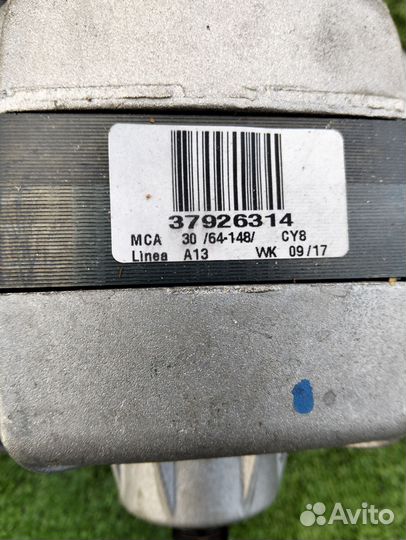 37926314
MCA 30 /64-148/ CY8
Linea A13 WK 09/17
Avito